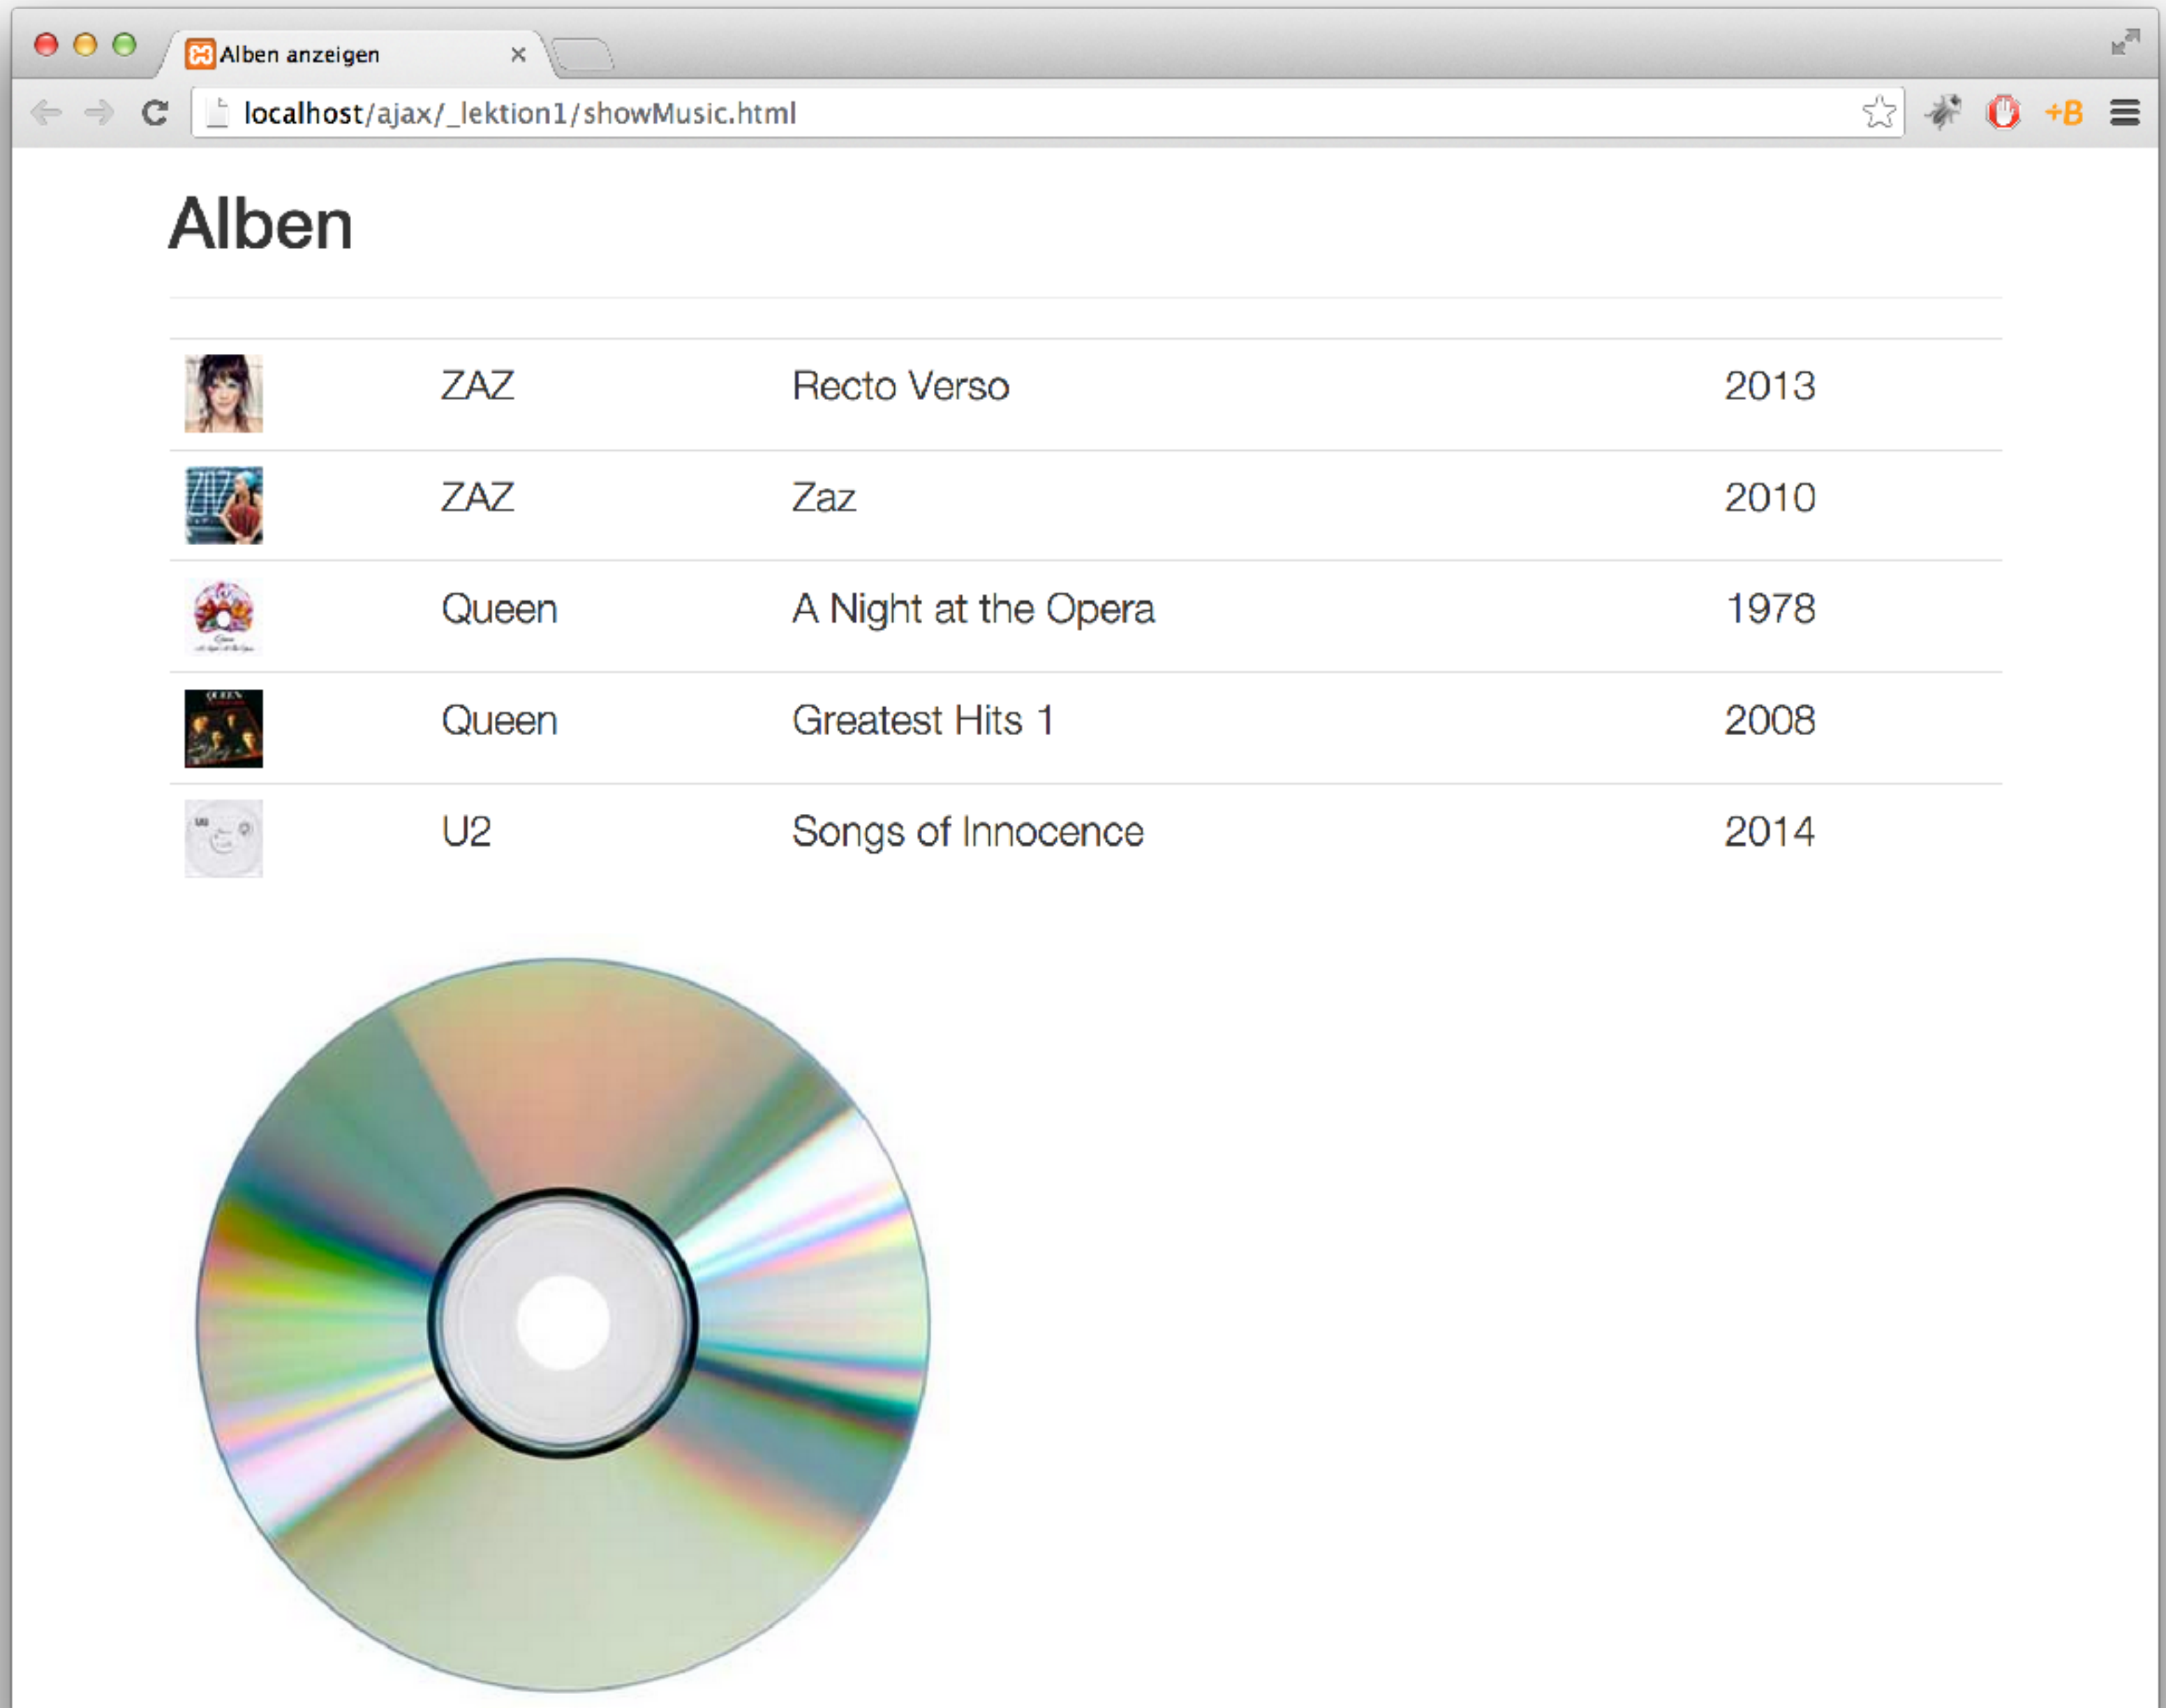 Alben anzeigen
localhost/ajax/_lektion1/showMusic.html
+B
Alben
ZAZ Recto Verso 2013
ZAZ Zaz 2010
Queen A Night at the Opera 1978
Queen Greatest Hits 1 2008
U2 Songs of Innocence 2014